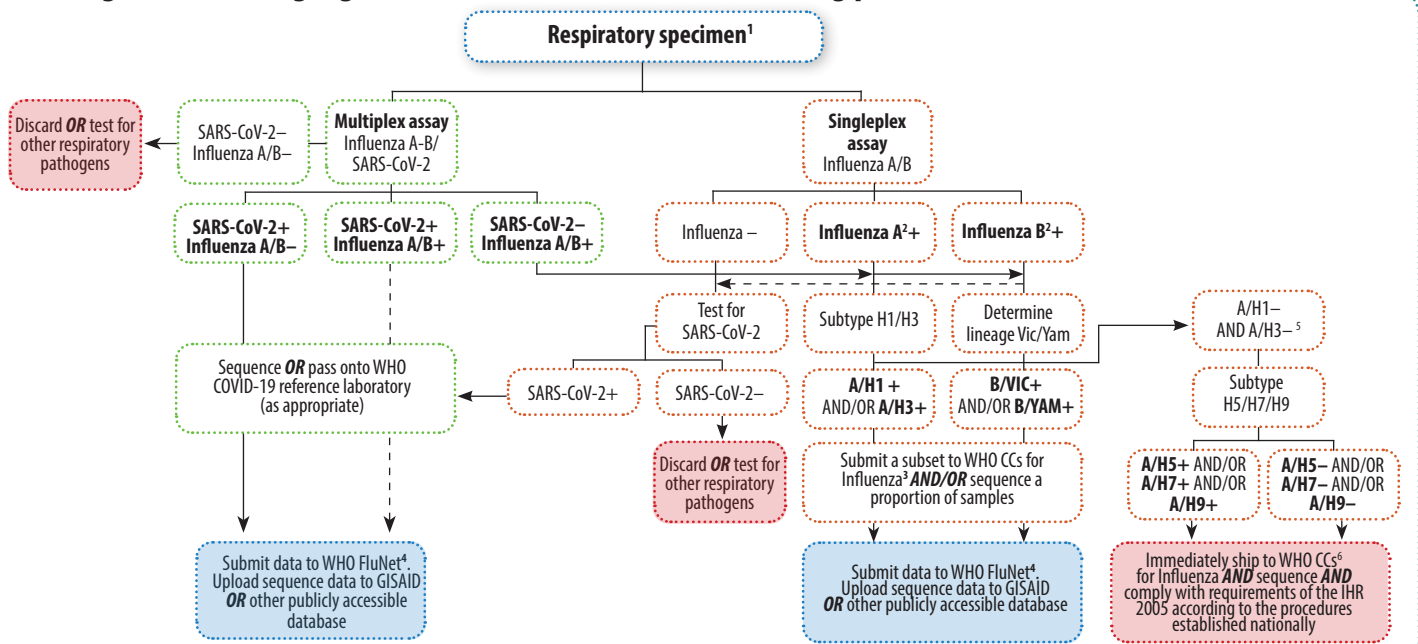 Respiratory specimen1
Discard OR test for
other respiratory
pathogens
SARS-CoV-2–
Influenza A/B–
Multiplex assay
Influenza A-B/
SARS-CoV-2
Singleplex
assay
Influenza A/B
SARS-CoV-2+
Influenza A/B–
SARS-CoV-2+
Influenza A/B+
SARS-CoV-2–
Influenza A/B+
Influenza –
Influenza A2+
Influenza B2+
Test for
SARS-CoV-2
Subtype H1/H3
Determine
lineage Vic/Yam
A/H1–
AND A/H3– 5
Sequence OR pass onto WHO
COVID-19 reference laboratory
(as appropriate)
SARS-CoV-2+
SARS-CoV-2–
A/H1 +
AND/OR A/H3+
B/VIC+
AND/OR B/YAM+
Subtype
H5/H7/H9
Discard OR test for
other respiratory
pathogens
Submit a subset to WHO CCs for
Influenza3 AND/OR sequence a
proportion of samples
A/H5+ AND/OR
A/H7+ AND/OR
A/H9+
A/H5– AND/OR
A/H7– AND/OR
A/H9–
Submit data to WHO FluNet4.
Upload sequence data to GISAID
OR other publicly accessible
database
Submit data to WHO FluNet4.
Upload sequence data to GISAID
OR other publicly accessible database
Immediately ship to WHO CCs6
for Influenza AND sequence AND
comply with requirements of the IHR
2005 according to the procedures
established nationally